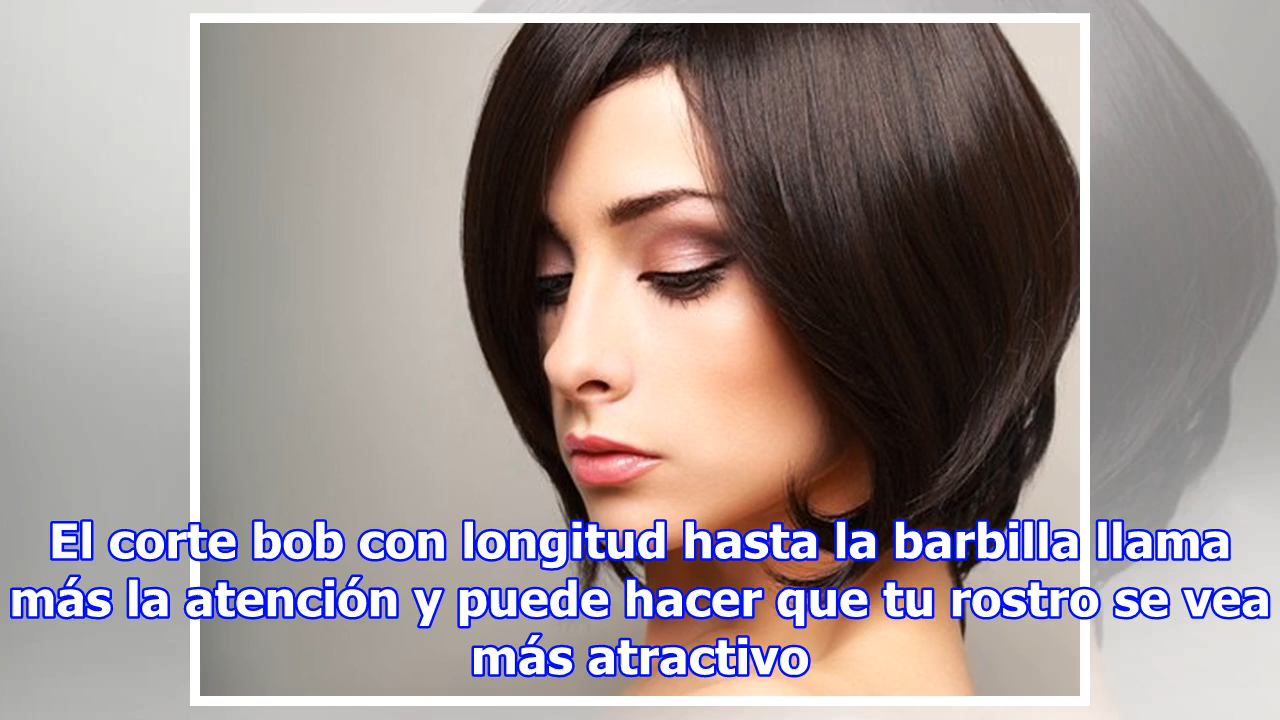 El corte bob con longitud hasta la barbilla llama
más la atención y puede hacer que tu rostro se vea
más atractivo